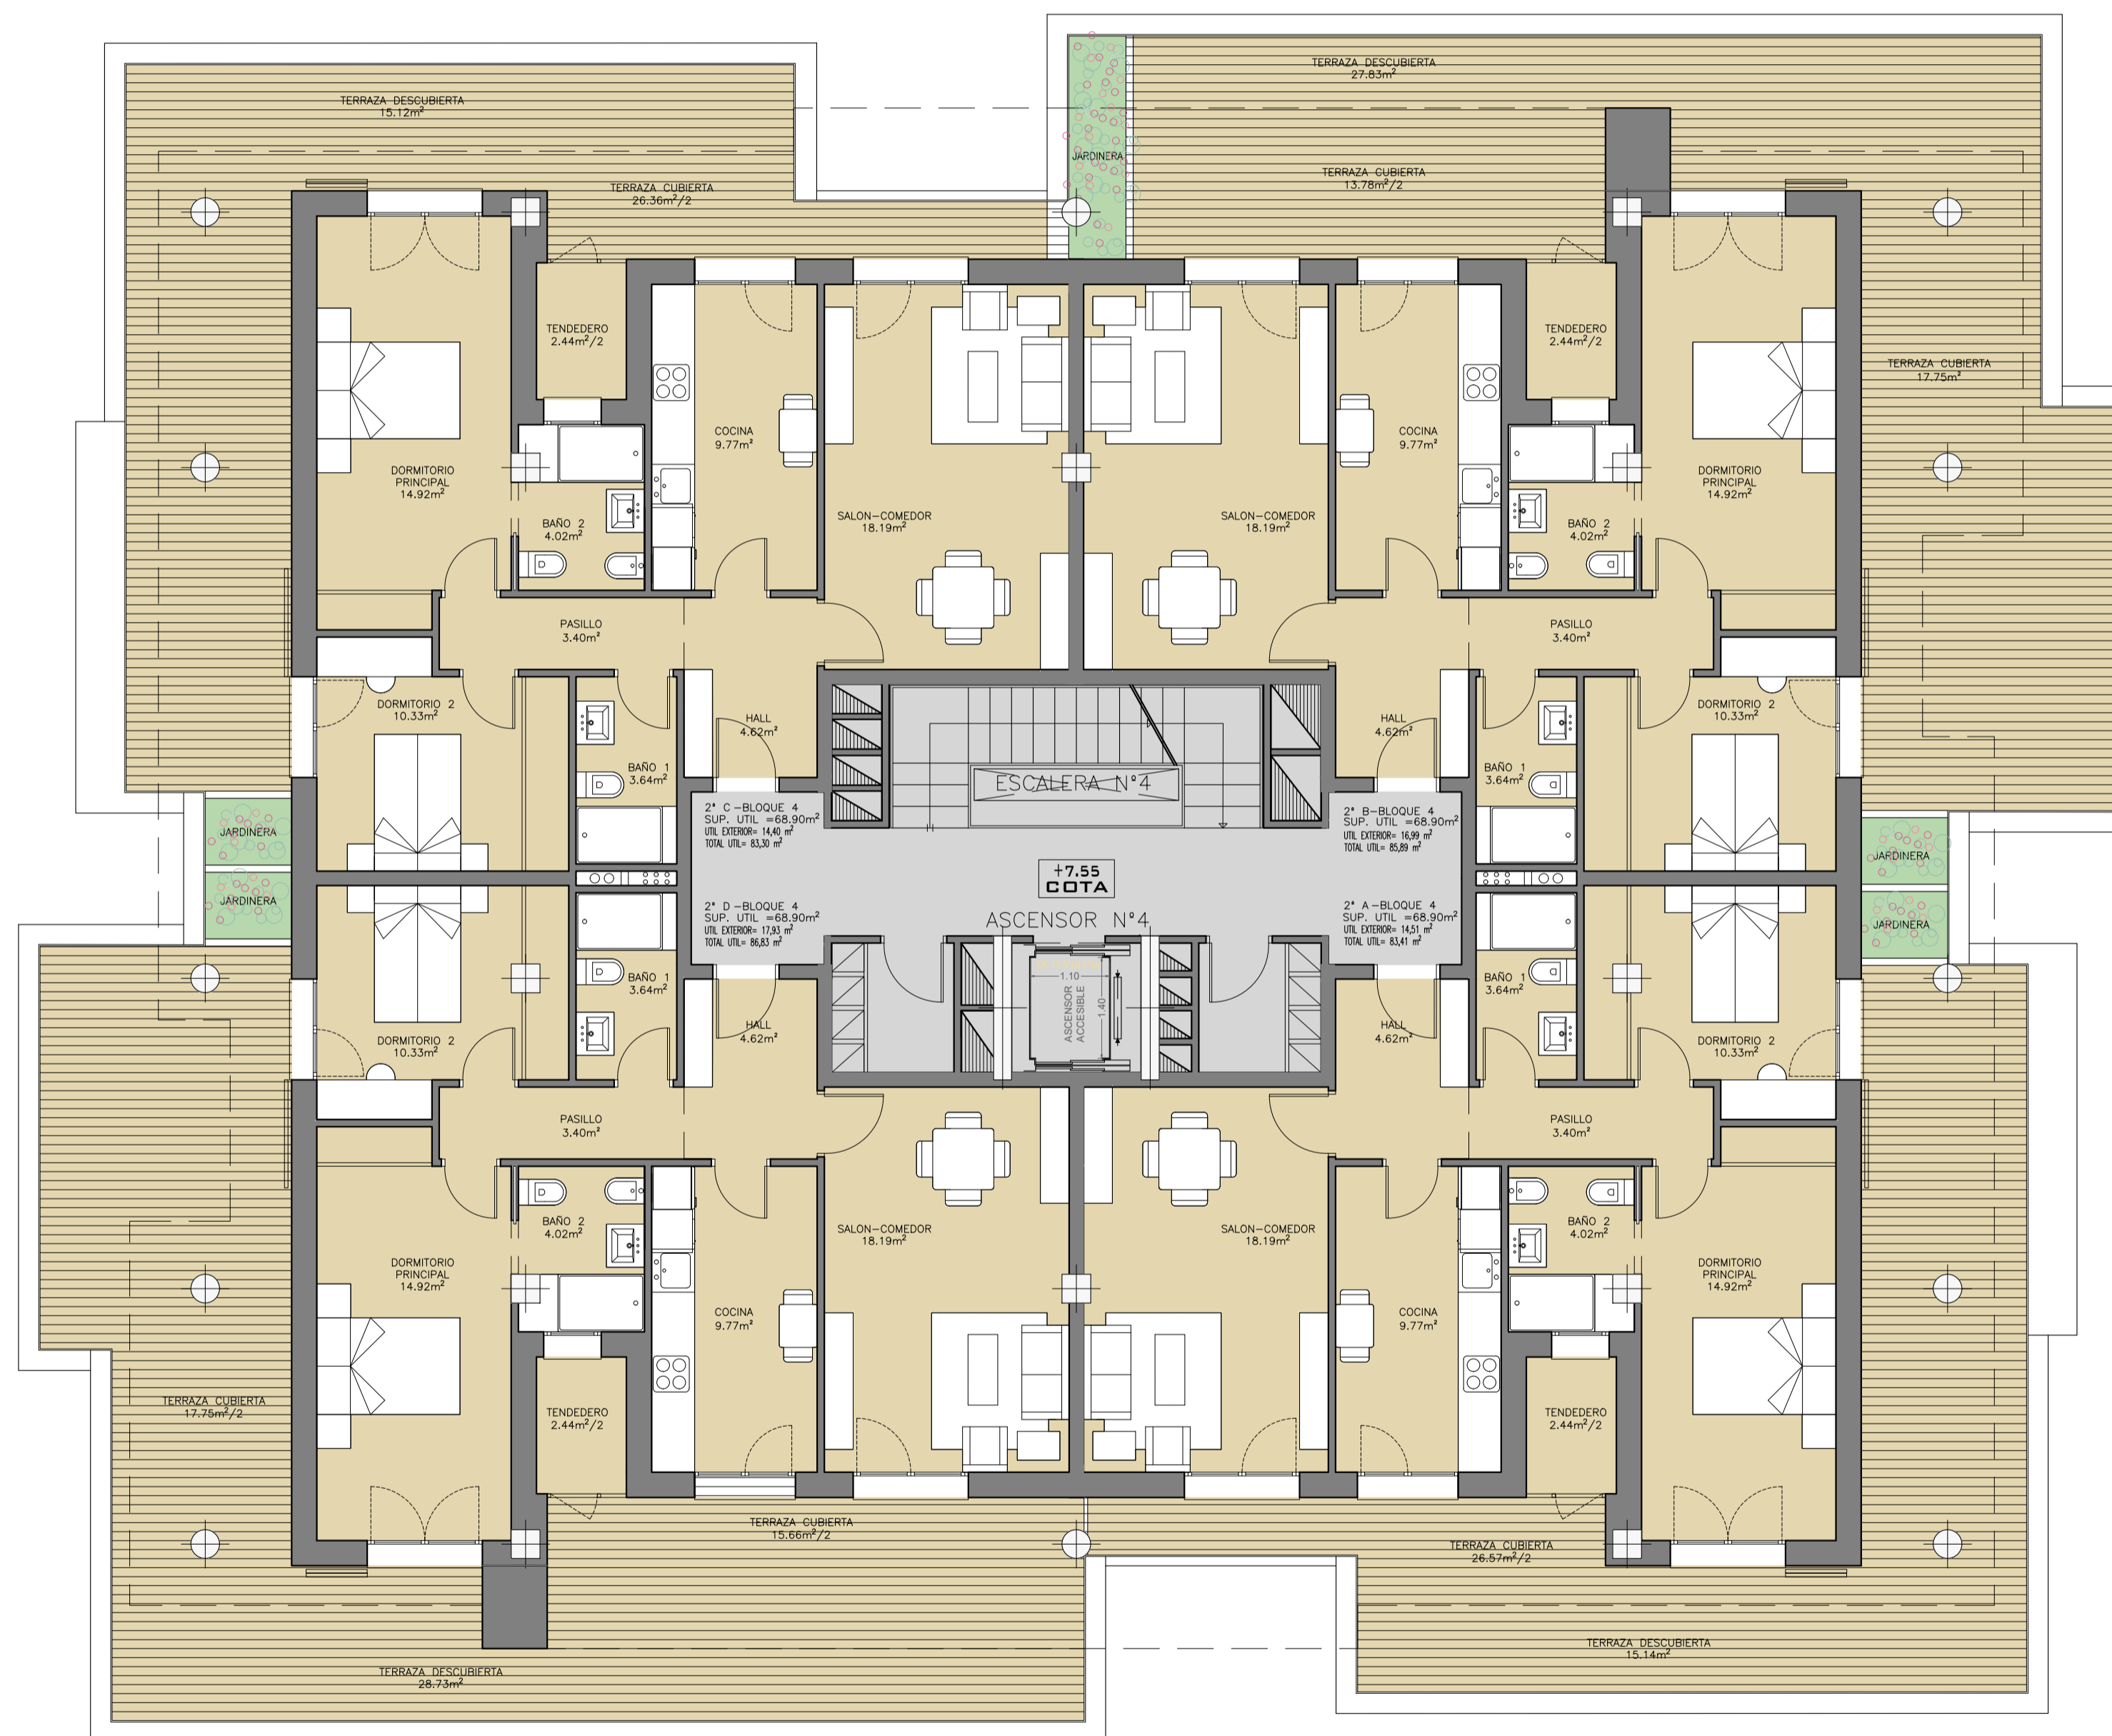 TERRAZA DESCUBIERTA
15.12m²
TERRAZA DESCUBIERTA
27.83m²
JARDINERA
TERRAZA CUBIERTA
26.36m²/2
TERRAZA CUBIERTA
13.78m²/2
TENDEDERO
2.44m²/2
TENDEDERO
2.44m²/2
TERRAZA CUBIERTA
17.75m²
COCINA
9.77m²
COCINA
9.77m²
DORMITORIO
PRINCIPAL
14.92m²
DORMITORIO
PRINCIPAL
14.92m²
BAÑO 2
4.02m²
SALON-COMEDOR
18.19m²
SALON-COMEDOR
18.19m²
BAÑO 2
4.02m²
PASILLO
3.40m²
PASILLO
3.40m²
DORMITORIO 2
10.33m²
HALL
4.62m²
HALL
4.62m²
DORMITORIO 2
10.33m²
BAÑO 1
3.64m²
BAÑO 1
3.64m²
ESCALERA Nº4
2ª C-BLOQUE 4
SUP. UTIL =68.90m²
UTIL EXTERIOR= 14,40 m²
TOTAL UTIL= 83,30 m²
2ª B-BLOQUE 4
SUP. UTIL =68.90m²
UTIL EXTERIOR= 16,99 m²
TOTAL UTIL= 85,89 m²
JARDINERA
JARDINERA
+7.55
COTA
JARDINERA
JARDINERA
2ª D-BLOQUE 4
SUP. UTIL =68.90m²
UTIL EXTERIOR= 17,93 m²
TOTAL UTIL= 86,83 m²
ASCENSOR Nº4
2ª A-BLOQUE 4
SUP. UTIL =68.90m²
UTIL EXTERIOR= 14,51 m²
TOTAL UTIL= 83,41 m²
1.10
ASCENSOR
ACCESIBLE
1.40
BAÑO 1
3.64m²
BAÑO 1
3.64m²
HALL
4.62m²
HALL
4.62m²
DORMITORIO 2
10.33m²
DORMITORIO 2
10.33m²
PASILLO
3.40m²
PASILLO
3.40m²
BAÑO 2
4.02m²
SALON-COMEDOR
18.19m²
SALON-COMEDOR
18.19m²
BAÑO 2
4.02m²
DORMITORIO
PRINCIPAL
14.92m²
DORMITORIO
PRINCIPAL
14.92m²
COCINA
9.77m²
COCINA
9.77m²
TERRAZA CUBIERTA
17.75m²/2
TENDEDERO
2.44m²/2
TENDEDERO
2.44m²/2
TERRAZA CUBIERTA
15.66m²/2
TERRAZA CUBIERTA
26.57m²/2
TERRAZA DESCUBIERTA
28.73m²
TERRAZA DESCUBIERTA
15.14m²